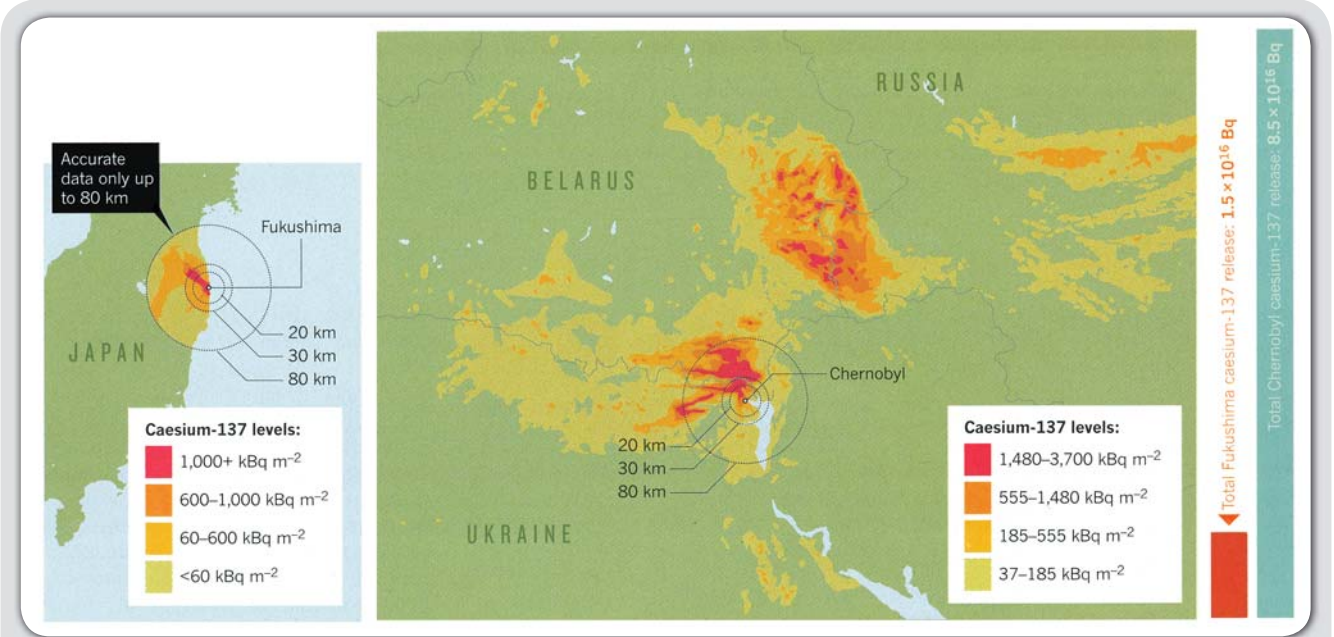 Accurate
data only up
to 80 km
Fukushima
20 km
30 km
80 km
JAPAN
Caesium-137 levels:
1,000+ kBq m⁻²
600–1,000 kBq m⁻²
60–600 kBq m⁻²
<60 kBq m⁻²
RUSSIA
BELARUS
Chernobyl
20 km
30 km
80 km
UKRAINE
Caesium-137 levels:
1,480–3,700 kBq m⁻²
555–1,480 kBq m⁻²
185–555 kBq m⁻²
37–185 kBq m⁻²
Total Fukushima caesium-137 release: 1.5 × 10¹⁶ Bq
Total Chernobyl caesium-137 release: 8.5 × 10¹⁶ Bq